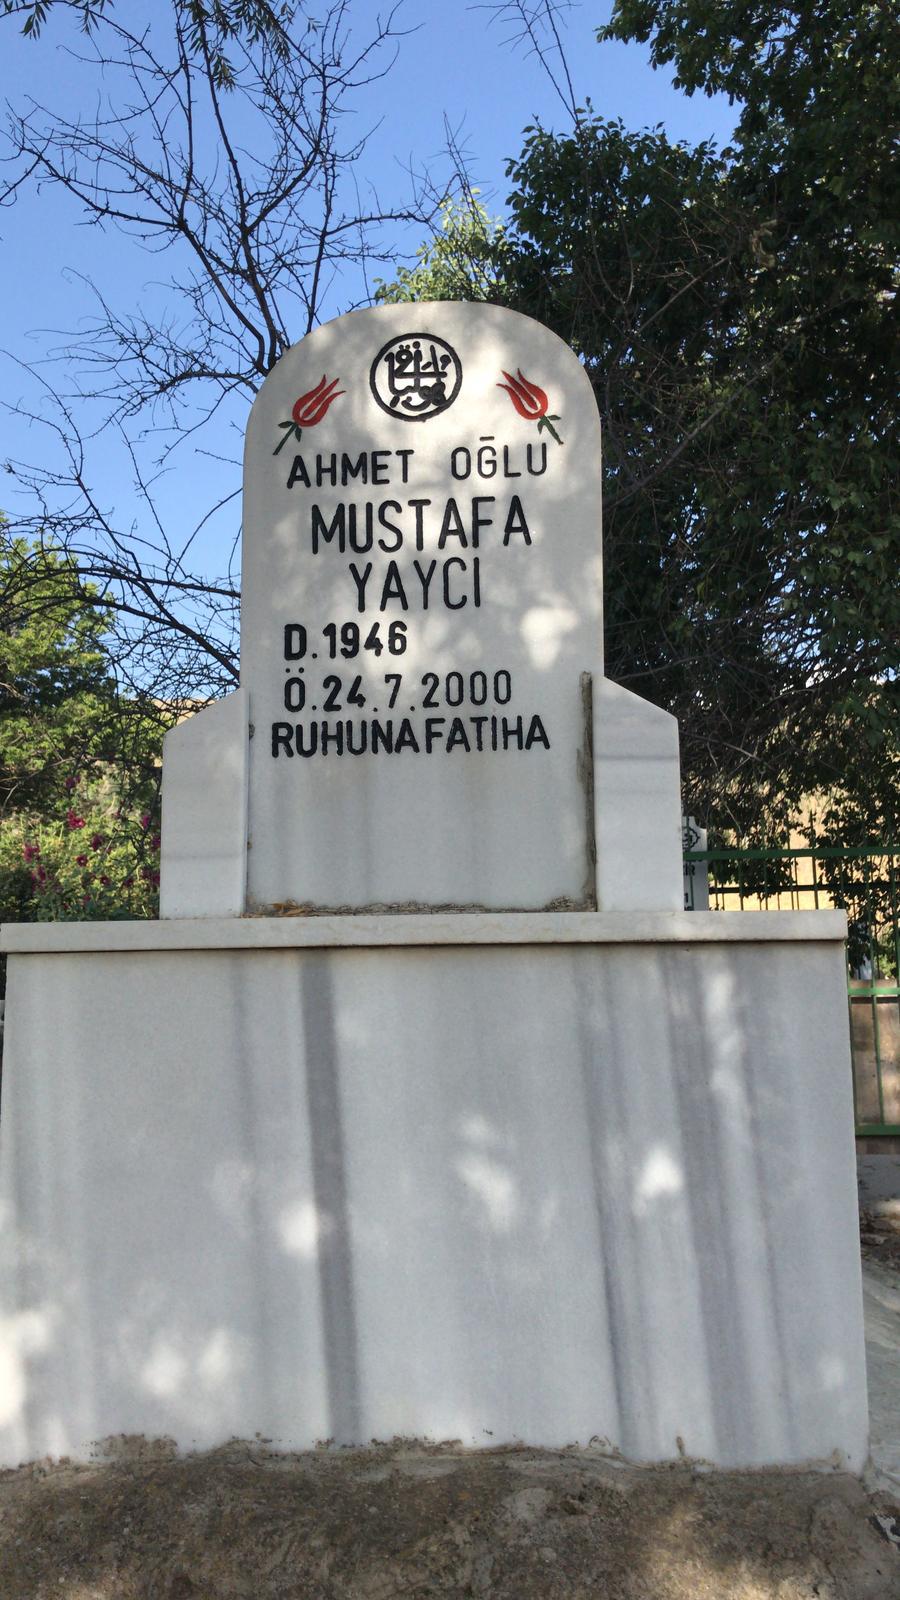 AHMET OĞLU
MUSTAFA
YAYCI
D.1946
Ö.24.7.2000
RUHUNA FATIHA